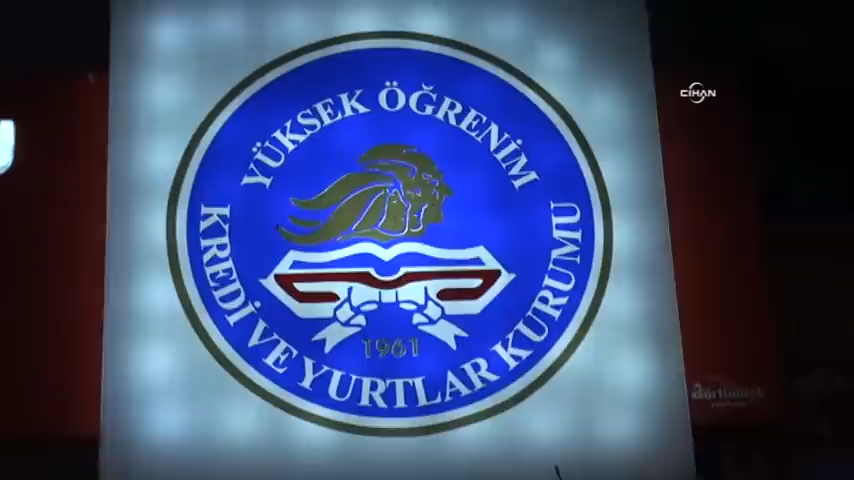 YÜKSEK ÖĞRENİM
KREDİ VE YURTLAR KURUMU
1961
CİHAN